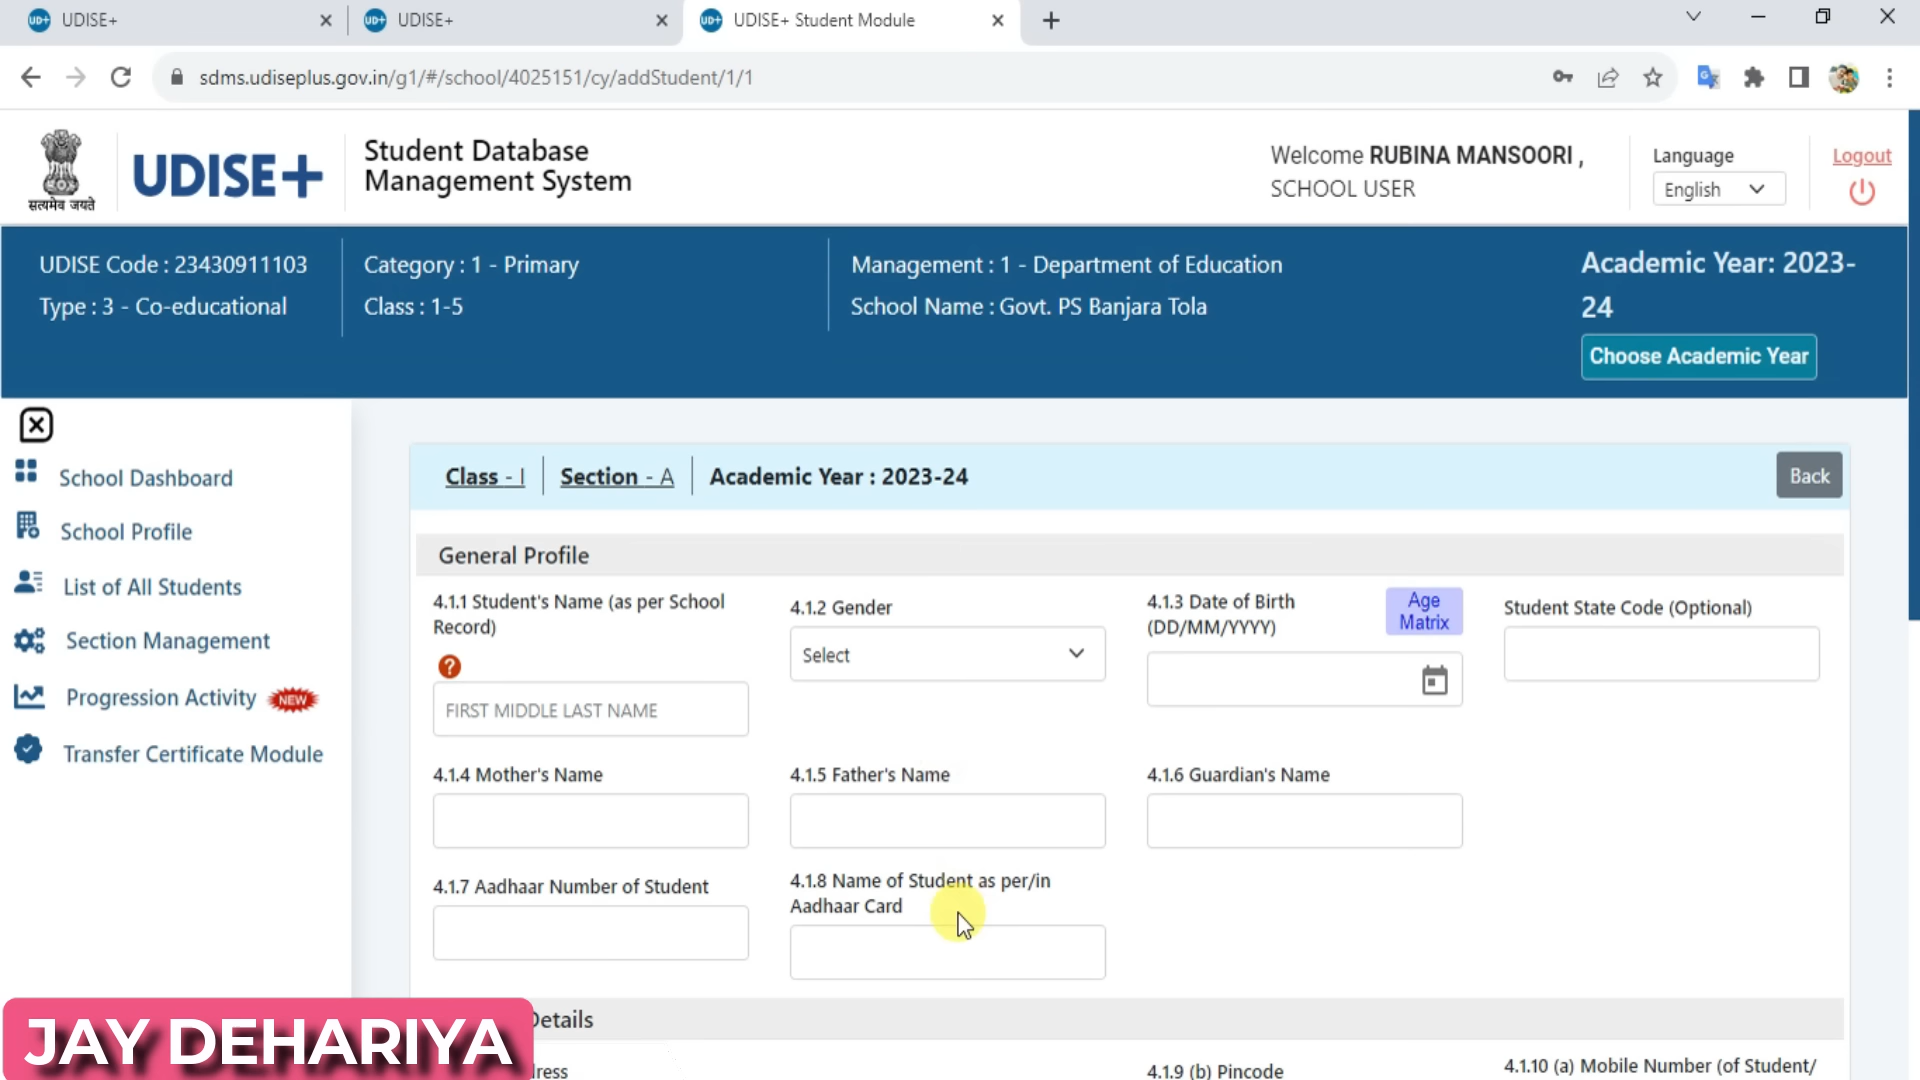 UDISE+
UDISE+
UDISE+ Student Module
sdms.udiseplus.gov.in/g1/#/school/4025151/cy/addStudent/1/1
सत्यमेव जयते
UDISE+
Student Database
Management System
Welcome RUBINA MANSOORI ,
SCHOOL USER
Language
English
Logout
UDISE Code : 23430911103
Type : 3 - Co-educational
Category : 1 - Primary
Class : 1-5
Management : 1 - Department of Education
School Name : Govt. PS Banjara Tola
Academic Year: 2023-
24
Choose Academic Year
School Dashboard
School Profile
List of All Students
Section Management
Progression Activity NEW
Transfer Certificate Module
Class - I
Section - A
Academic Year : 2023-24
Back
General Profile
4.1.1 Student's Name (as per School
Record)
FIRST MIDDLE LAST NAME
4.1.2 Gender
Select
4.1.3 Date of Birth
(DD/MM/YYYY)
Age
Matrix
Student State Code (Optional)
4.1.4 Mother's Name
4.1.5 Father's Name
4.1.6 Guardian's Name
4.1.7 Aadhaar Number of Student
4.1.8 Name of Student as per/in
Aadhaar Card
Details
4.1.9 (b) Pincode
4.1.10 (a) Mobile Number (of Student/
JAY DEHARIYA